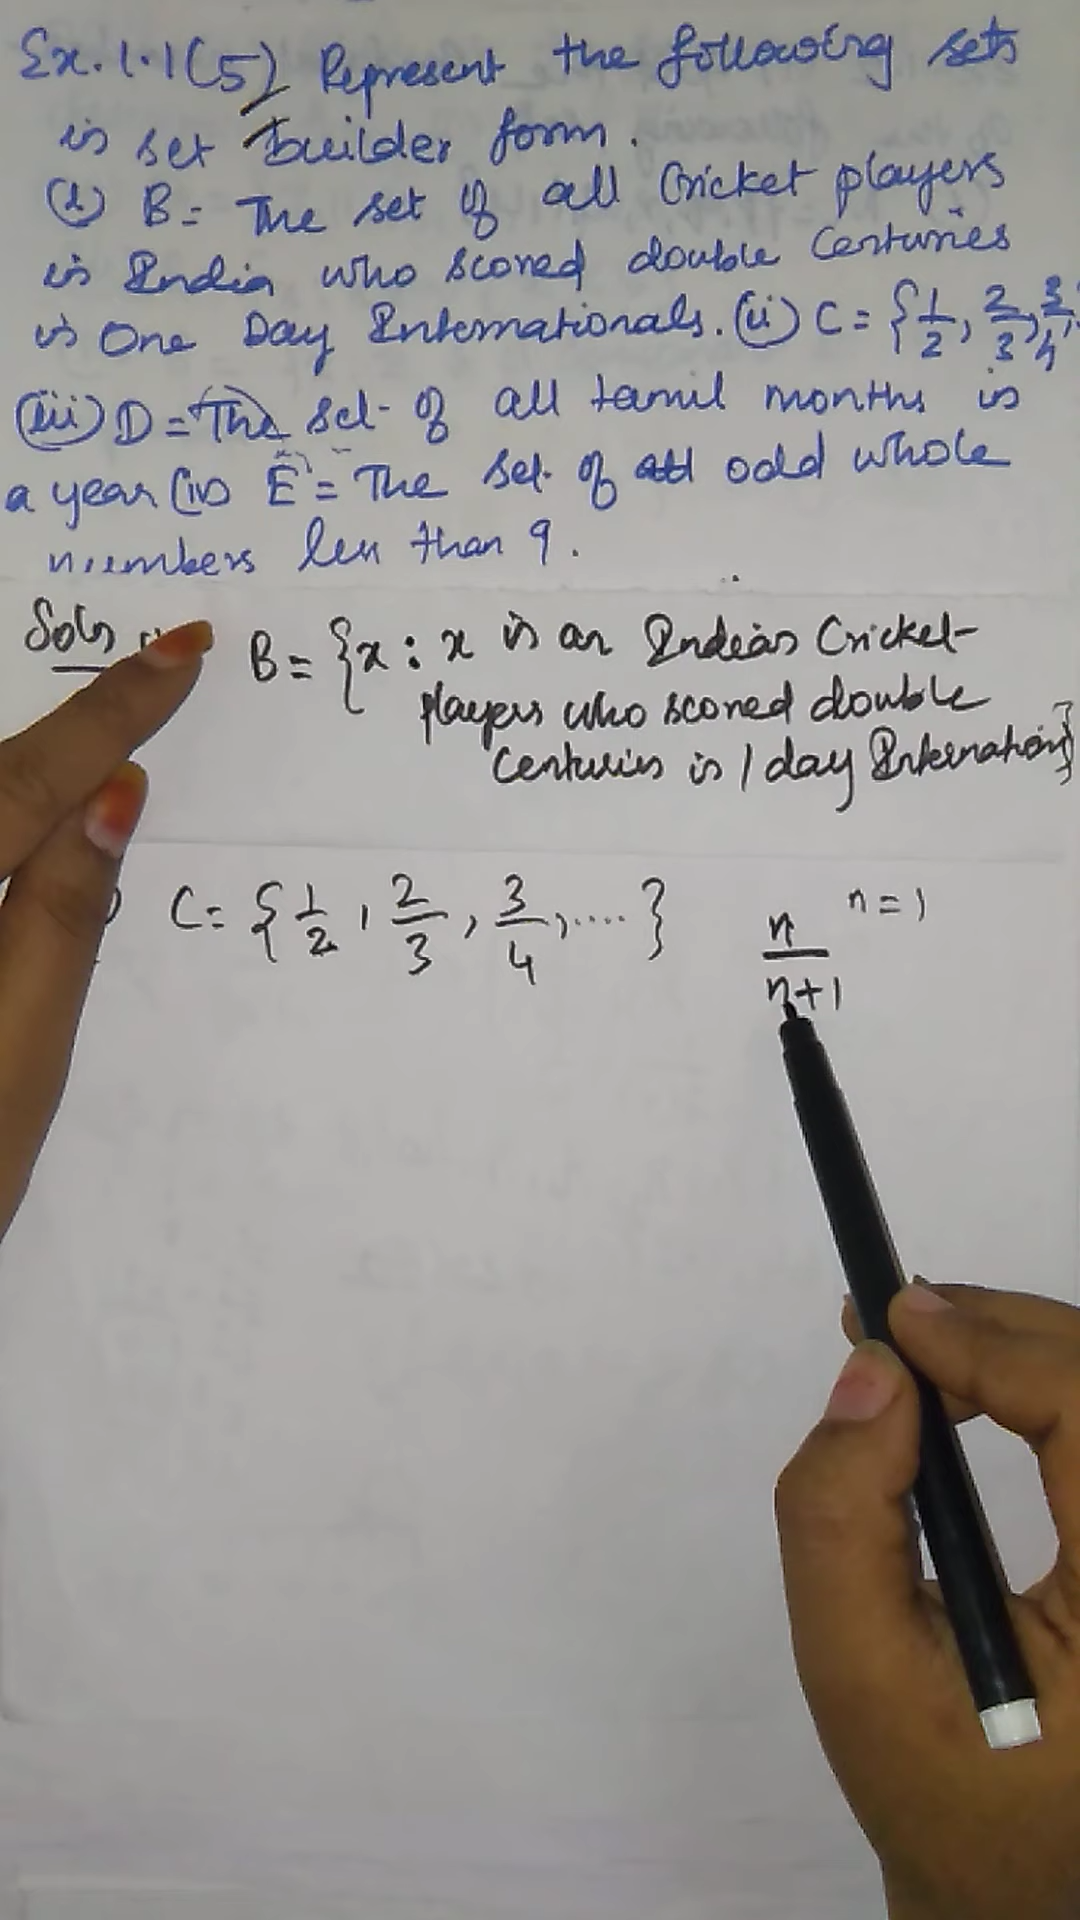 Ex. 1.1(5) Represent the following sets
in set builder form.
(i) B = The set of all Cricket players
in India who scored double Centuries
in One Day Internationals. (ii) C = {1/2, 2/3, 3/4,
(iii) D = The set of all tamil months in
a year (iv) E = The set of odd whole
numbers less than 9.
Soln
B = {x : x is an Indian Cricket
players who scored double
Centuries in 1 day Internation}
C = {1/2, 2/3, 3/4, ....} n/n+1 n = 1